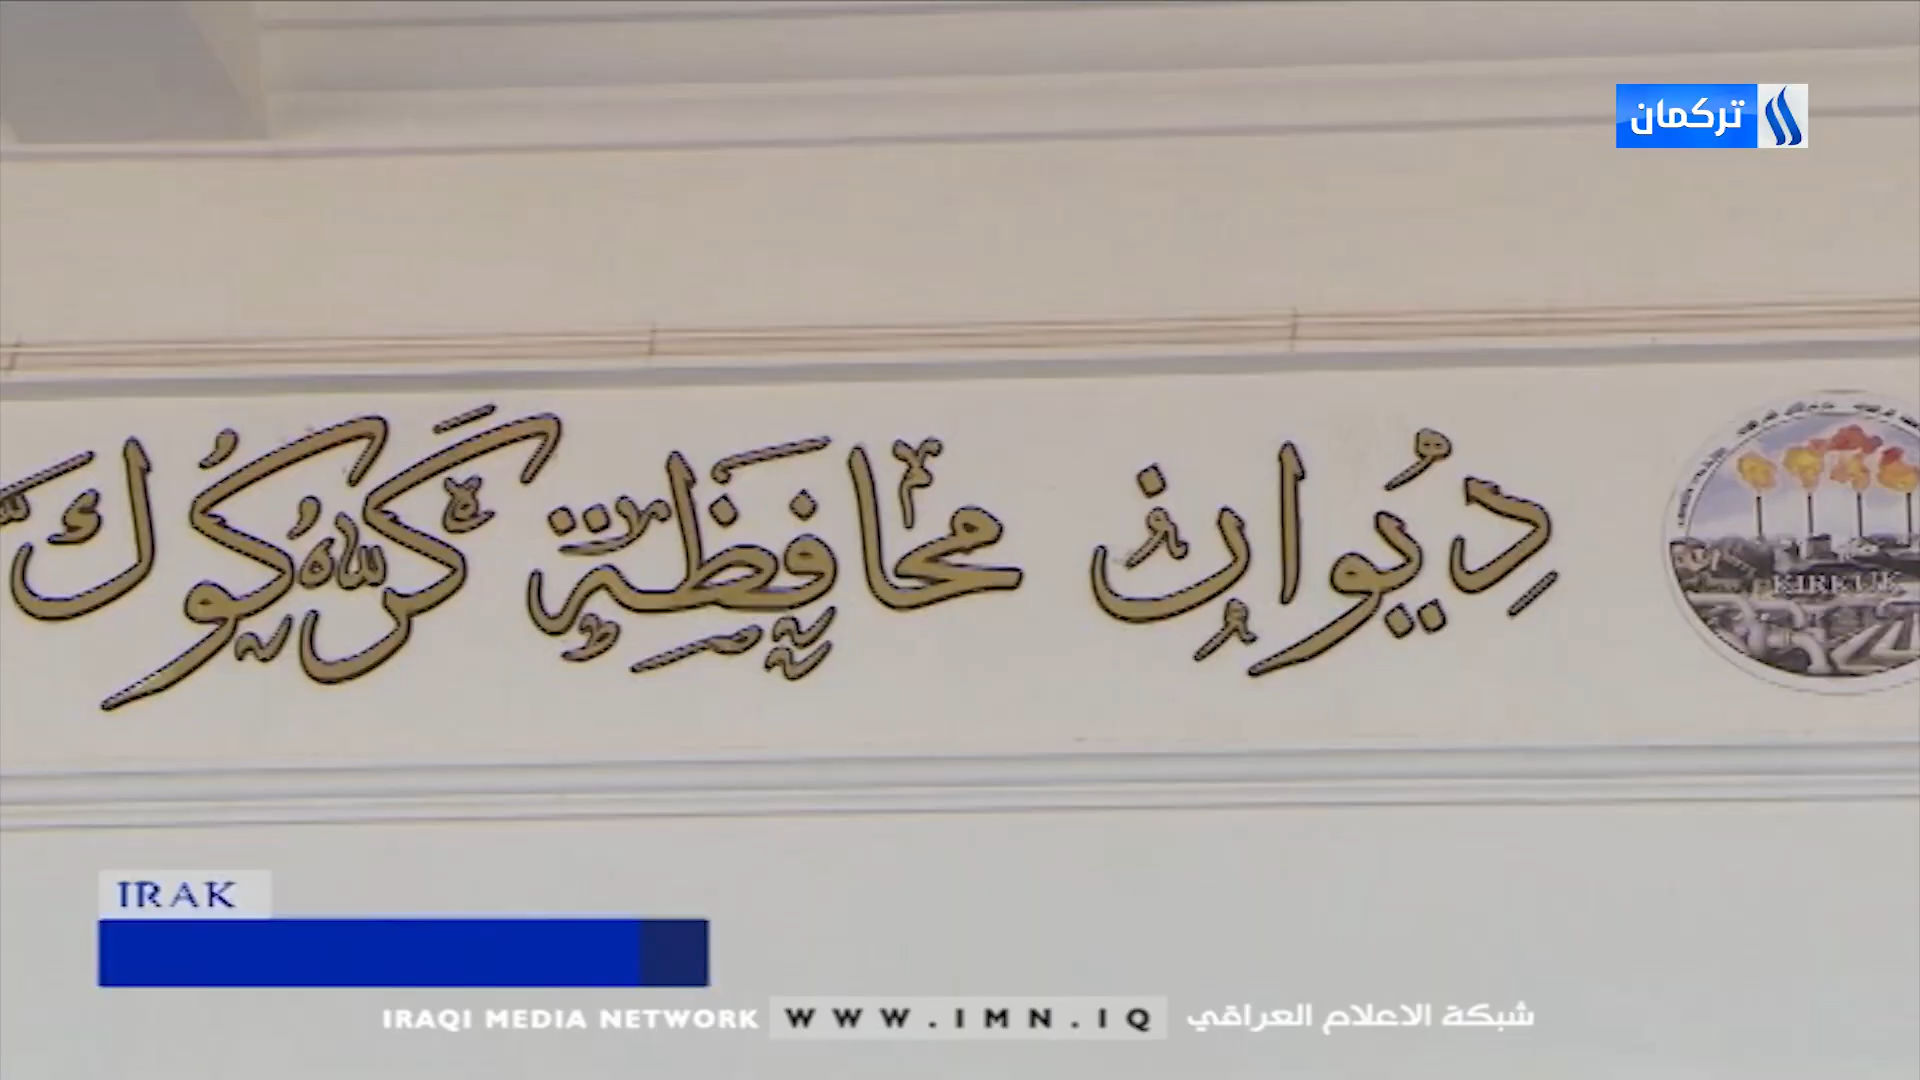 تركمان
ديوان محافظة كركوك
KIRKUK
IRAK
IRAQI MEDIA NETWORK WWW.IMN.IQ شبكة الاعلام العراقي